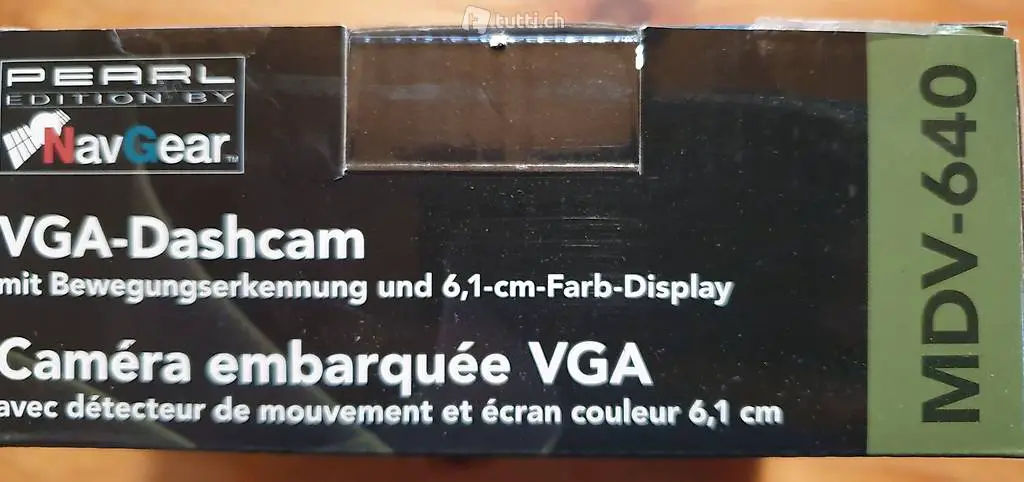 tutti.ch
PEARL
EDITION BY
NavGear™
VGA-Dashcam
mit Bewegungserkennung und 6,1-cm-Farb-Display
Caméra embarquée VGA
avec détecteur de mouvement et écran couleur 6,1 cm
MDV-640